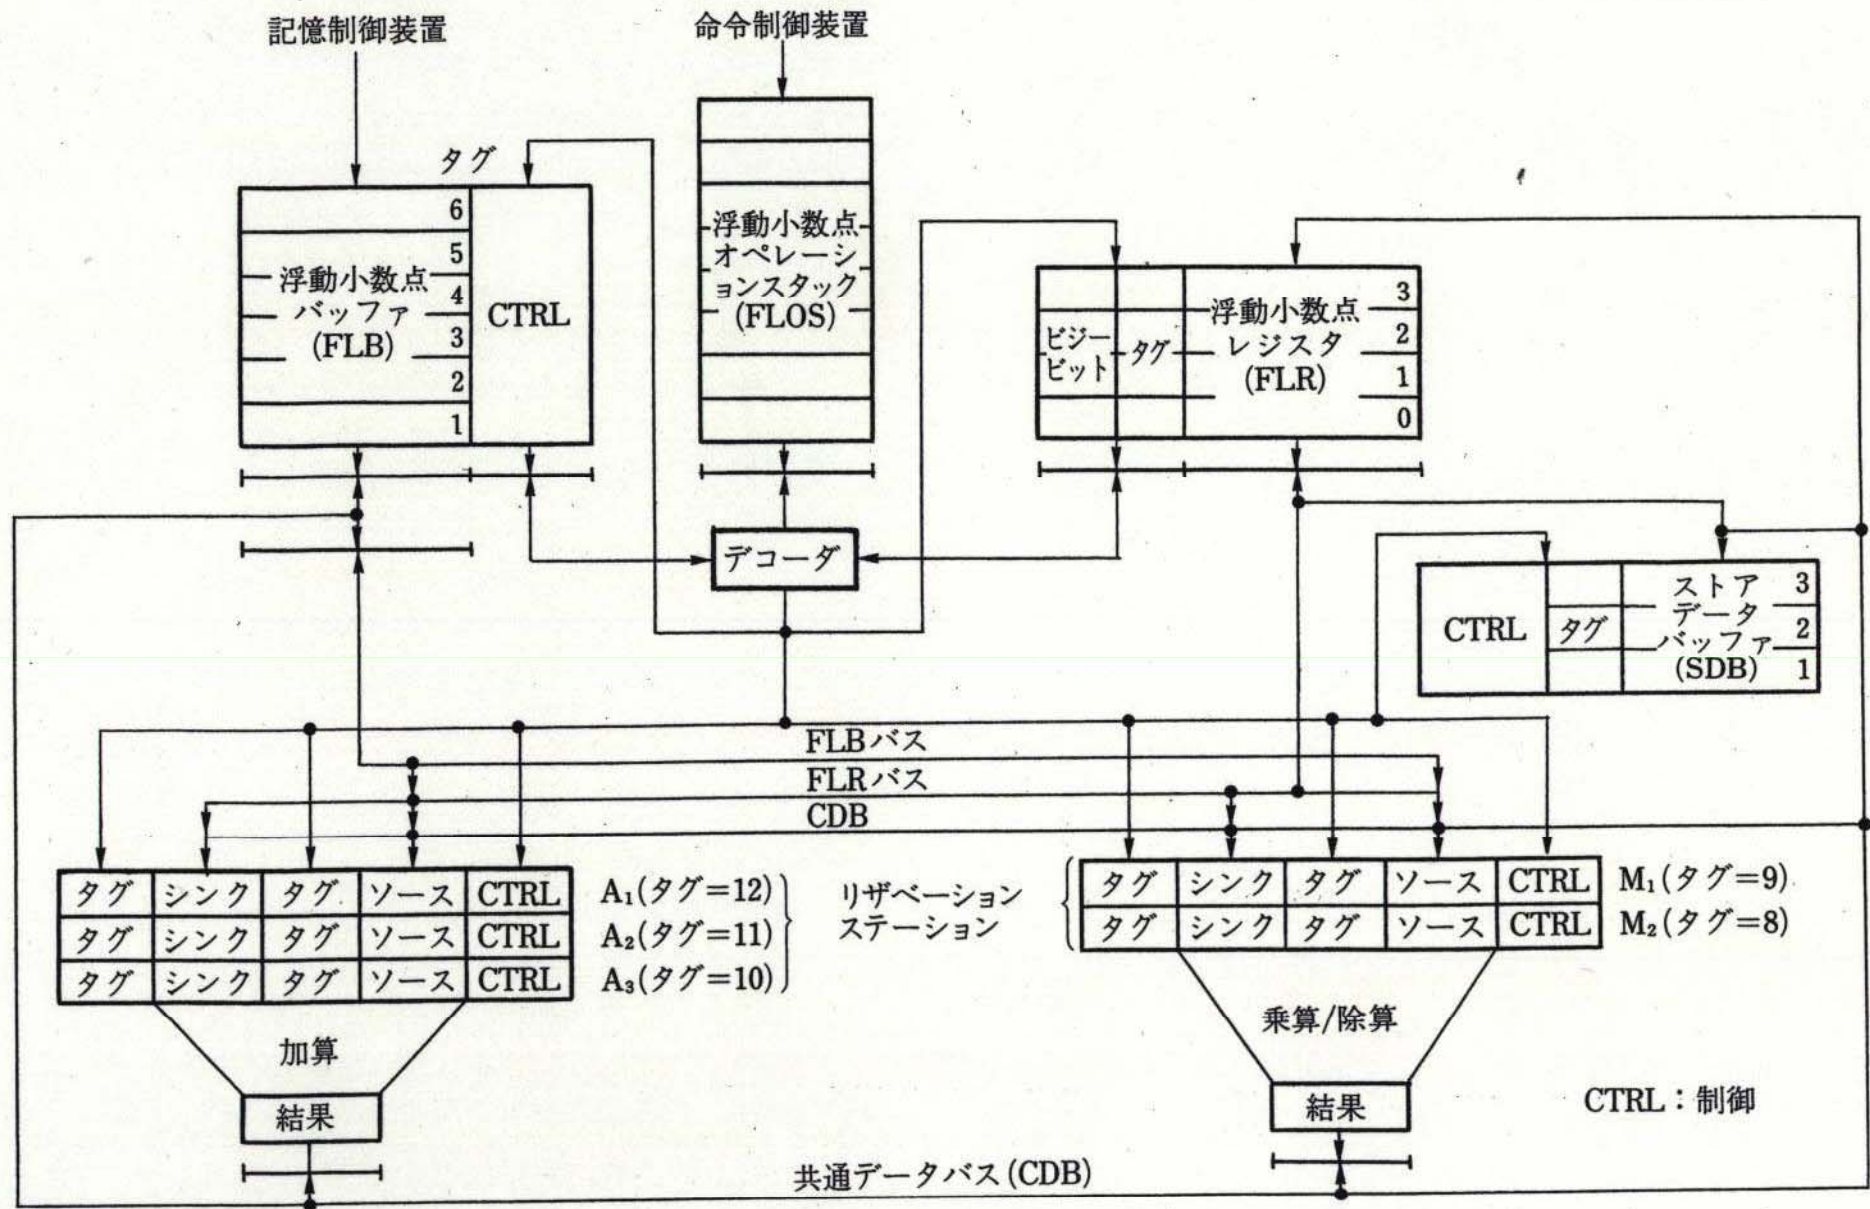 記憶制御装置
命令制御装置
タグ
6
5
4
3
2
1
浮動小数点
バッファ
(FLB)
CTRL
浮動小数点
オペレーシ
ョンスタック
(FLOS)
ビジー
ビット
タグ
浮動小数点
レジスタ
(FLR)
3
2
1
0
デコーダ
CTRL
タグ
ストア
データ
バッファ
(SDB)
3
2
1
FLBバス
FLRバス
CDB
タグ シンク タグ ソース CTRL A₁(タグ=12)
タグ シンク タグ ソース CTRL A₂(タグ=11)
タグ シンク タグ ソース CTRL A₃(タグ=10)
リザベーション
ステーション
タグ シンク タグ ソース CTRL M₁(タグ=9)
タグ シンク タグ ソース CTRL M₂(タグ=8)
加算
結果
乗算/除算
結果
CTRL：制御
共通データバス(CDB)